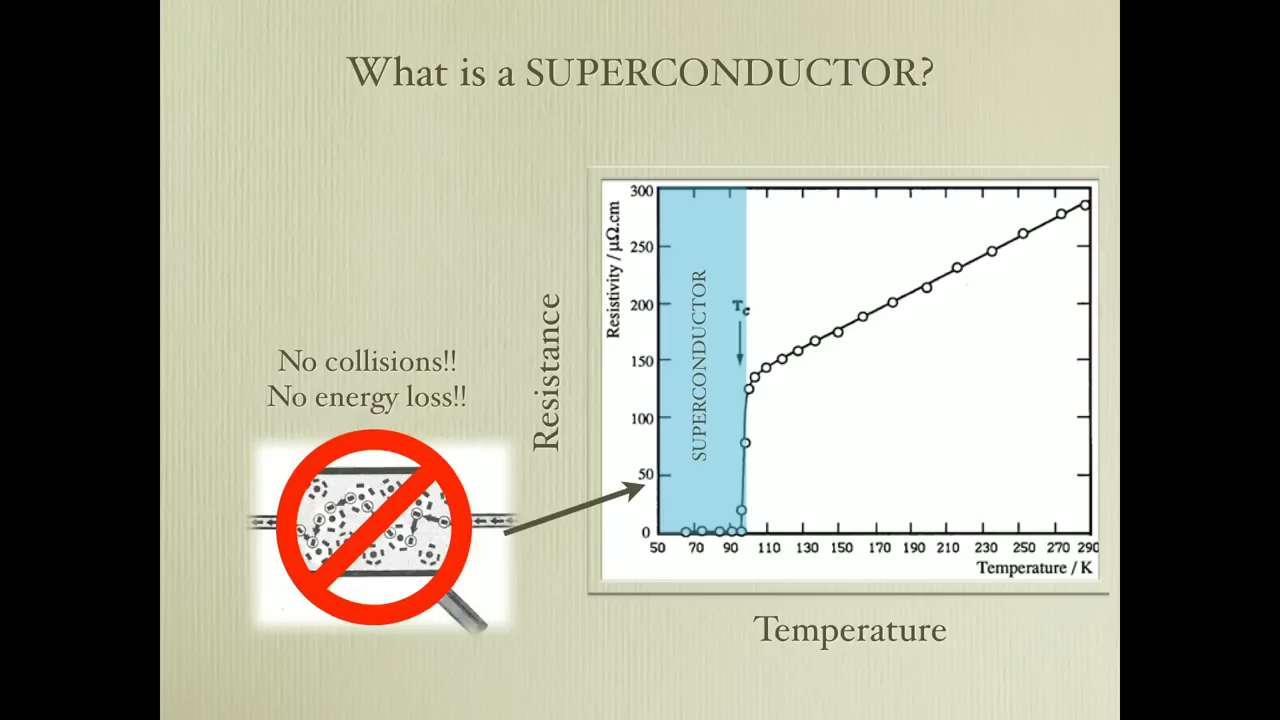 What is a SUPERCONDUCTOR?
No collisions!!
No energy loss!!
Resistance
Resistivity / μΩ.cm
300
250
200
150
100
50
0
SUPERCONDUCTOR
Tc
50 70 90 110 130 150 170 190 210 230 250 270 290
Temperature / K
Temperature